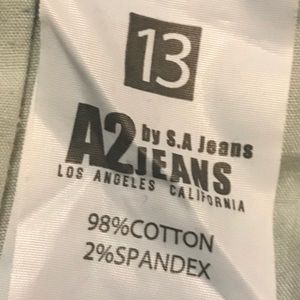 13
A2 by S.A Jeans
JEANS
LOS ANGELES CALIFORNIA
98%COTTON
2%SPANDEX